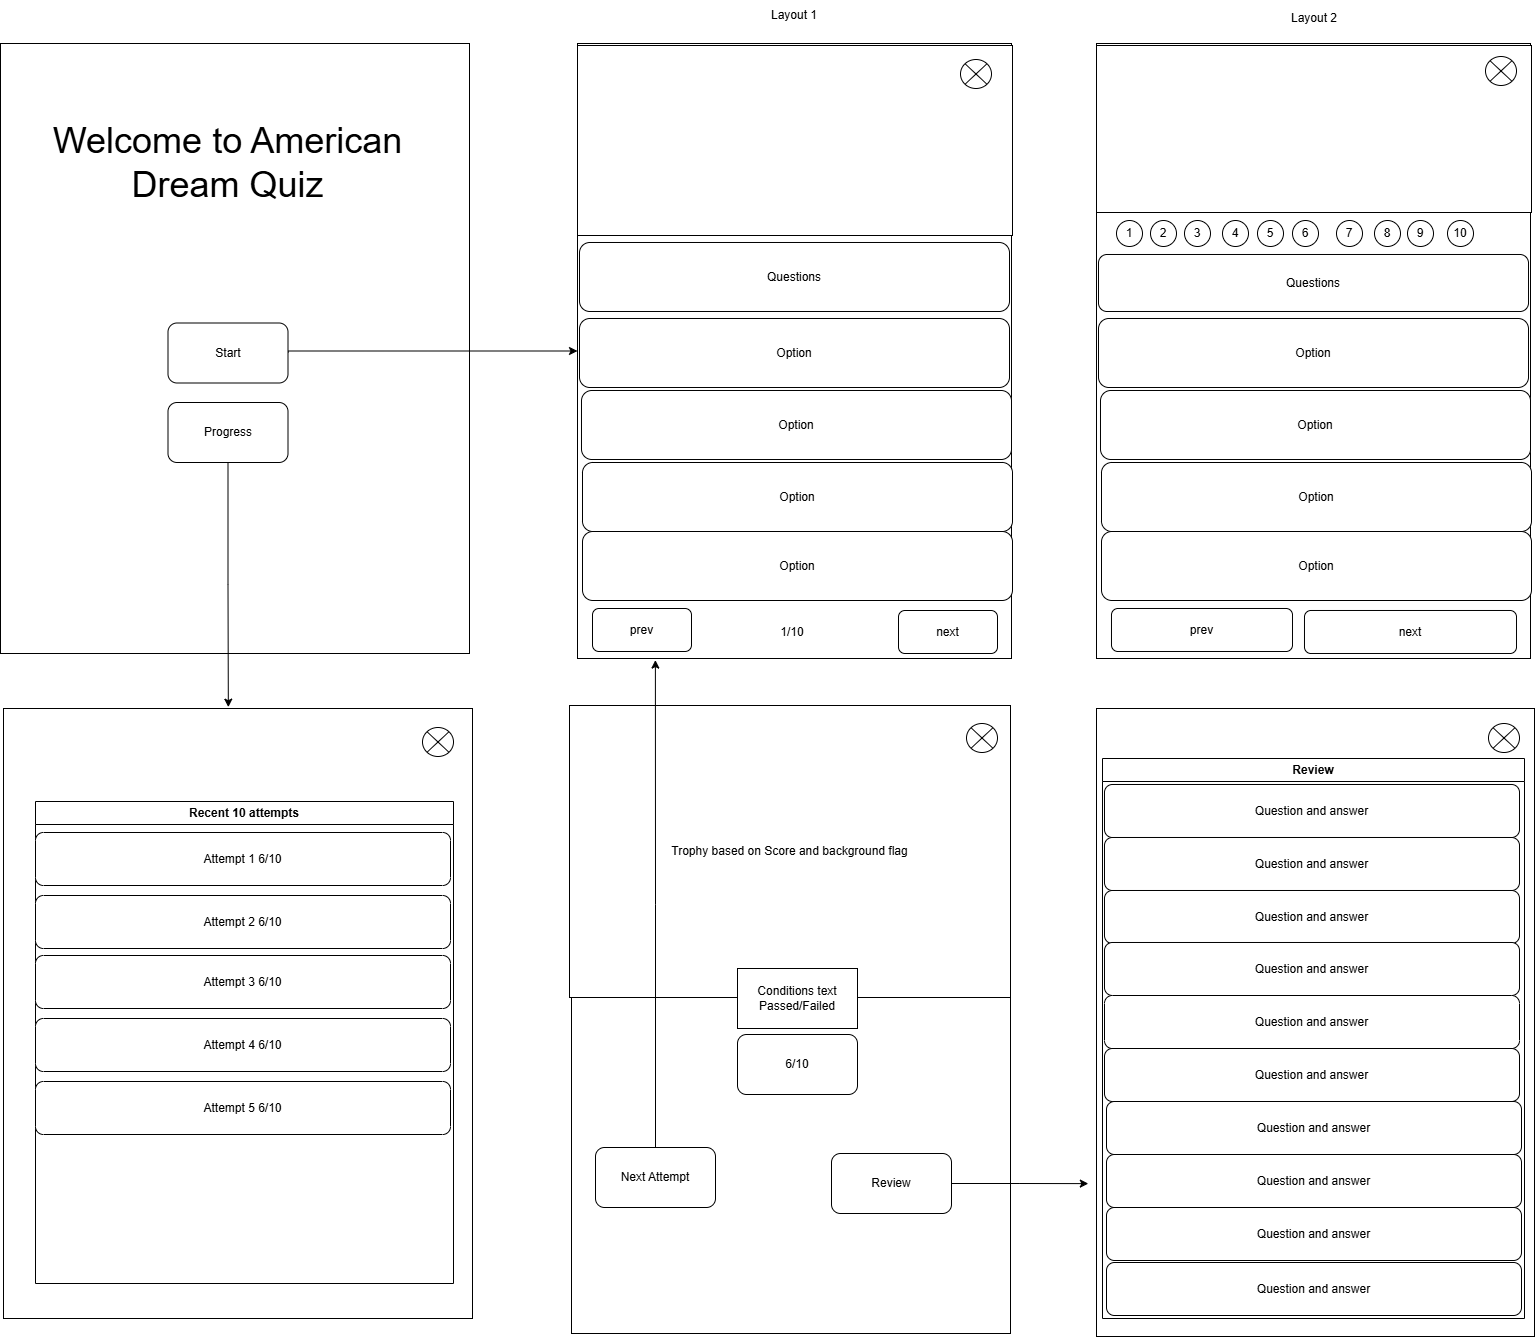 Layout 1
Layout 2
Welcome to American
Dream Quiz
Start
Progress
Questions
Option
Option
Option
Option
prev
1/10
next
1
2
3
4
5
6
7
8
9
10
Questions
Option
Option
Option
Option
prev
next
Recent 10 attempts
Attempt 1 6/10
Attempt 2 6/10
Attempt 3 6/10
Attempt 4 6/10
Attempt 5 6/10
Trophy based on Score and background flag
Conditions text
Passed/Failed
6/10
Next Attempt
Review
Review
Question and answer
Question and answer
Question and answer
Question and answer
Question and answer
Question and answer
Question and answer
Question and answer
Question and answer
Question and answer